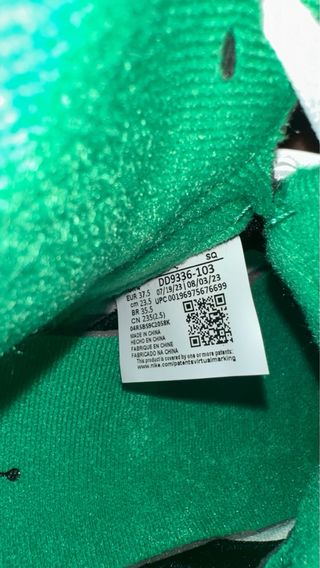 SQ
EUR 37.5 DD9336-103
cm 23.5 07/19/23 | 08/03/23
BR 35.5 UPC 00196975676699
CN 235(2.5)
MADE IN CHINA
HECHO EN CHINA
FABRIQUE EN CHINE
FABRICADO NA CHINA
This product is covered by one or more patents:
www.nike.com/patentsvirtualmarking